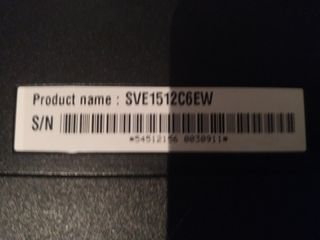 Product name : SVE1512C6EW
S/N
*54512156 0030911*